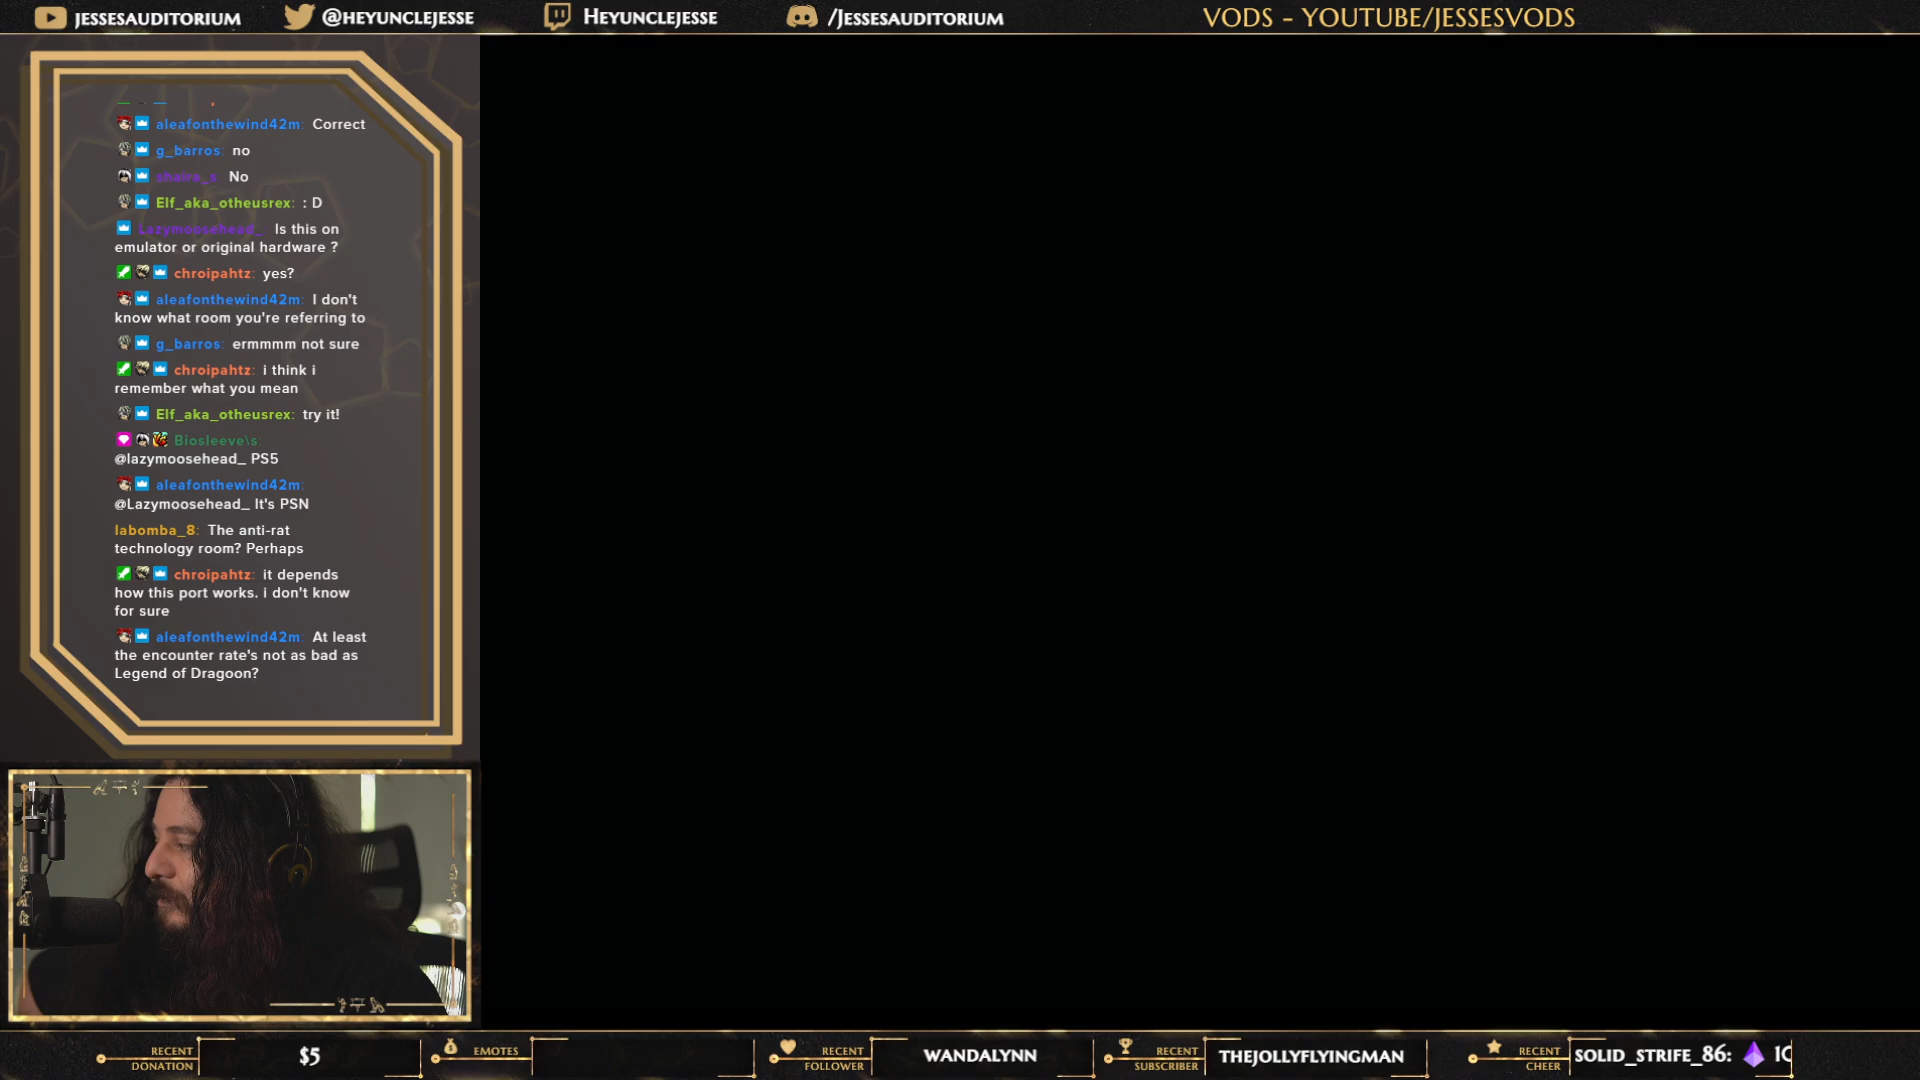 JESSESAUDITORIUM
@HEYUNCLEJESSE
HEYUNCLEJESSE
/JESSESAUDITORIUM
VODS - YOUTUBE/JESSESVODS
aleafonthewind42m: Correct
g_barros: no
shaira_s: No
Elf_aka_otheusrex: : D
Lazymoosehead_ Is this on
emulator or original hardware ?
chroipahtz: yes?
aleafonthewind42m: I don't
know what room you're referring to
g_barros: ermmmm not sure
chroipahtz: i think i
remember what you mean
Elf_aka_otheusrex: try it!
Biosleeve\s:
@lazymoosehead_ PS5
aleafonthewind42m:
@Lazymoosehead_ It's PSN
labomba_8: The anti-rat
technology room? Perhaps
chroipahtz: it depends
how this port works. i don't know
for sure
aleafonthewind42m: At least
the encounter rate's not as bad as
Legend of Dragoon?
RECENT
DONATION
$5
EMOTES
RECENT
FOLLOWER
WANDALYNN
RECENT
SUBSCRIBER
THEJOLLYFLYINGMAN
RECENT
CHEER
SOLID_STRIFE_86: